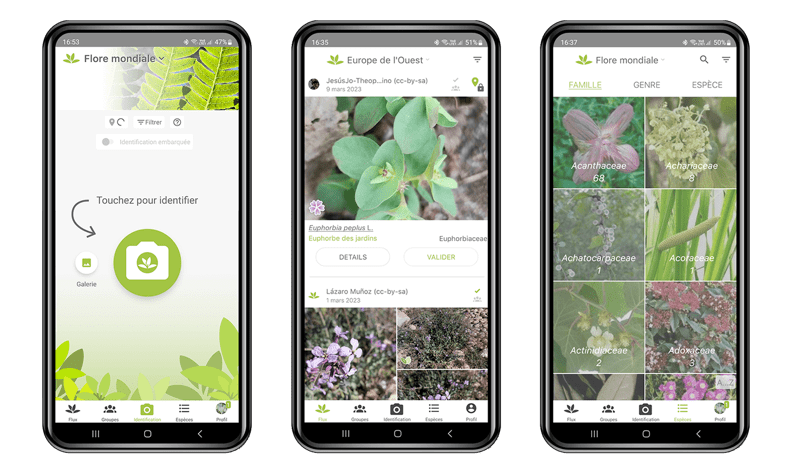 16:53
47%
Flore mondiale
Filtrer
Identification embarquée
Touchez pour identifier
Galerie
Flux Groupes Identification Espèces Profil
16:35
51%
Europe de l'Ouest
JesúsJo-Theop...ino (cc-by-sa)
9 mars 2023
Euphorbia peplus L.
Euphorbe des jardins Euphorbiaceae
DETAILS VALIDER
Lázaro Muñoz (cc-by-sa)
1 mars 2023
Flux Groupes Identification Espèces Profil
16:37
50%
Flore mondiale
FAMILLE GENRE ESPÈCE
Acanthaceae
68
Achariaceae
8
Achatocarpaceae
1
Acoraceae
1
Actinidiaceae
2
Adoxaceae
3
A...Z
Flux Groupes Identification Espèces Profil